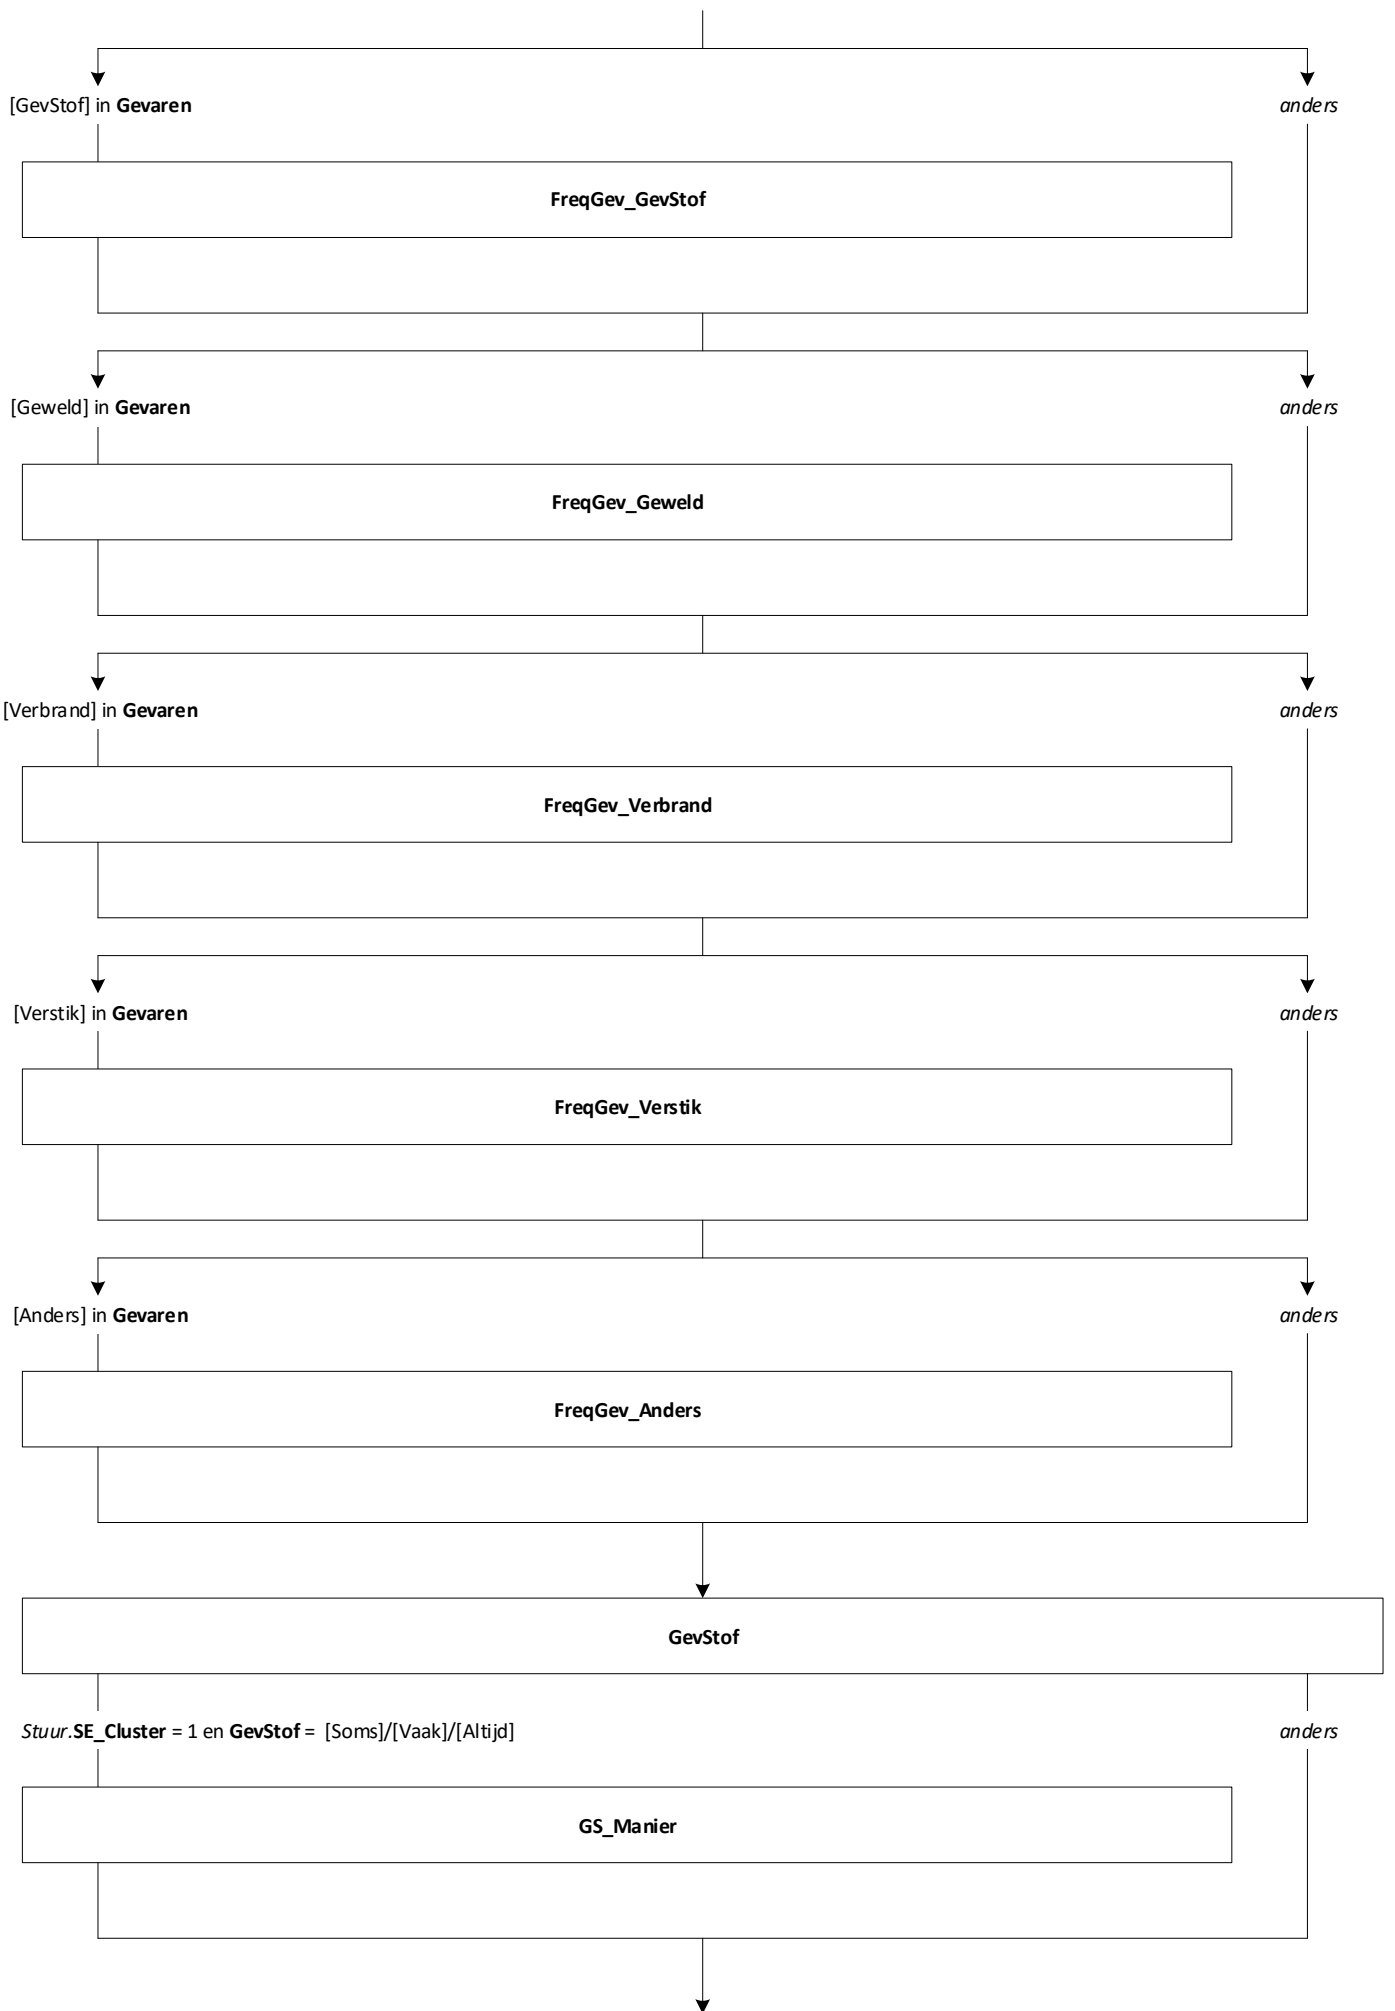 [GevStof] in Gevaren anders
FreqGev_GevStof
[Geweld] in Gevaren anders
FreqGev_Geweld
[Verbrand] in Gevaren anders
FreqGev_Verbrand
[Verstik] in Gevaren anders
FreqGev_Verstik
[Anders] in Gevaren anders
FreqGev_Anders
GevStof
Stuur.SE_Cluster = 1 en GevStof = [Soms]/[Vaak]/[Altijd] anders
GS_Manier